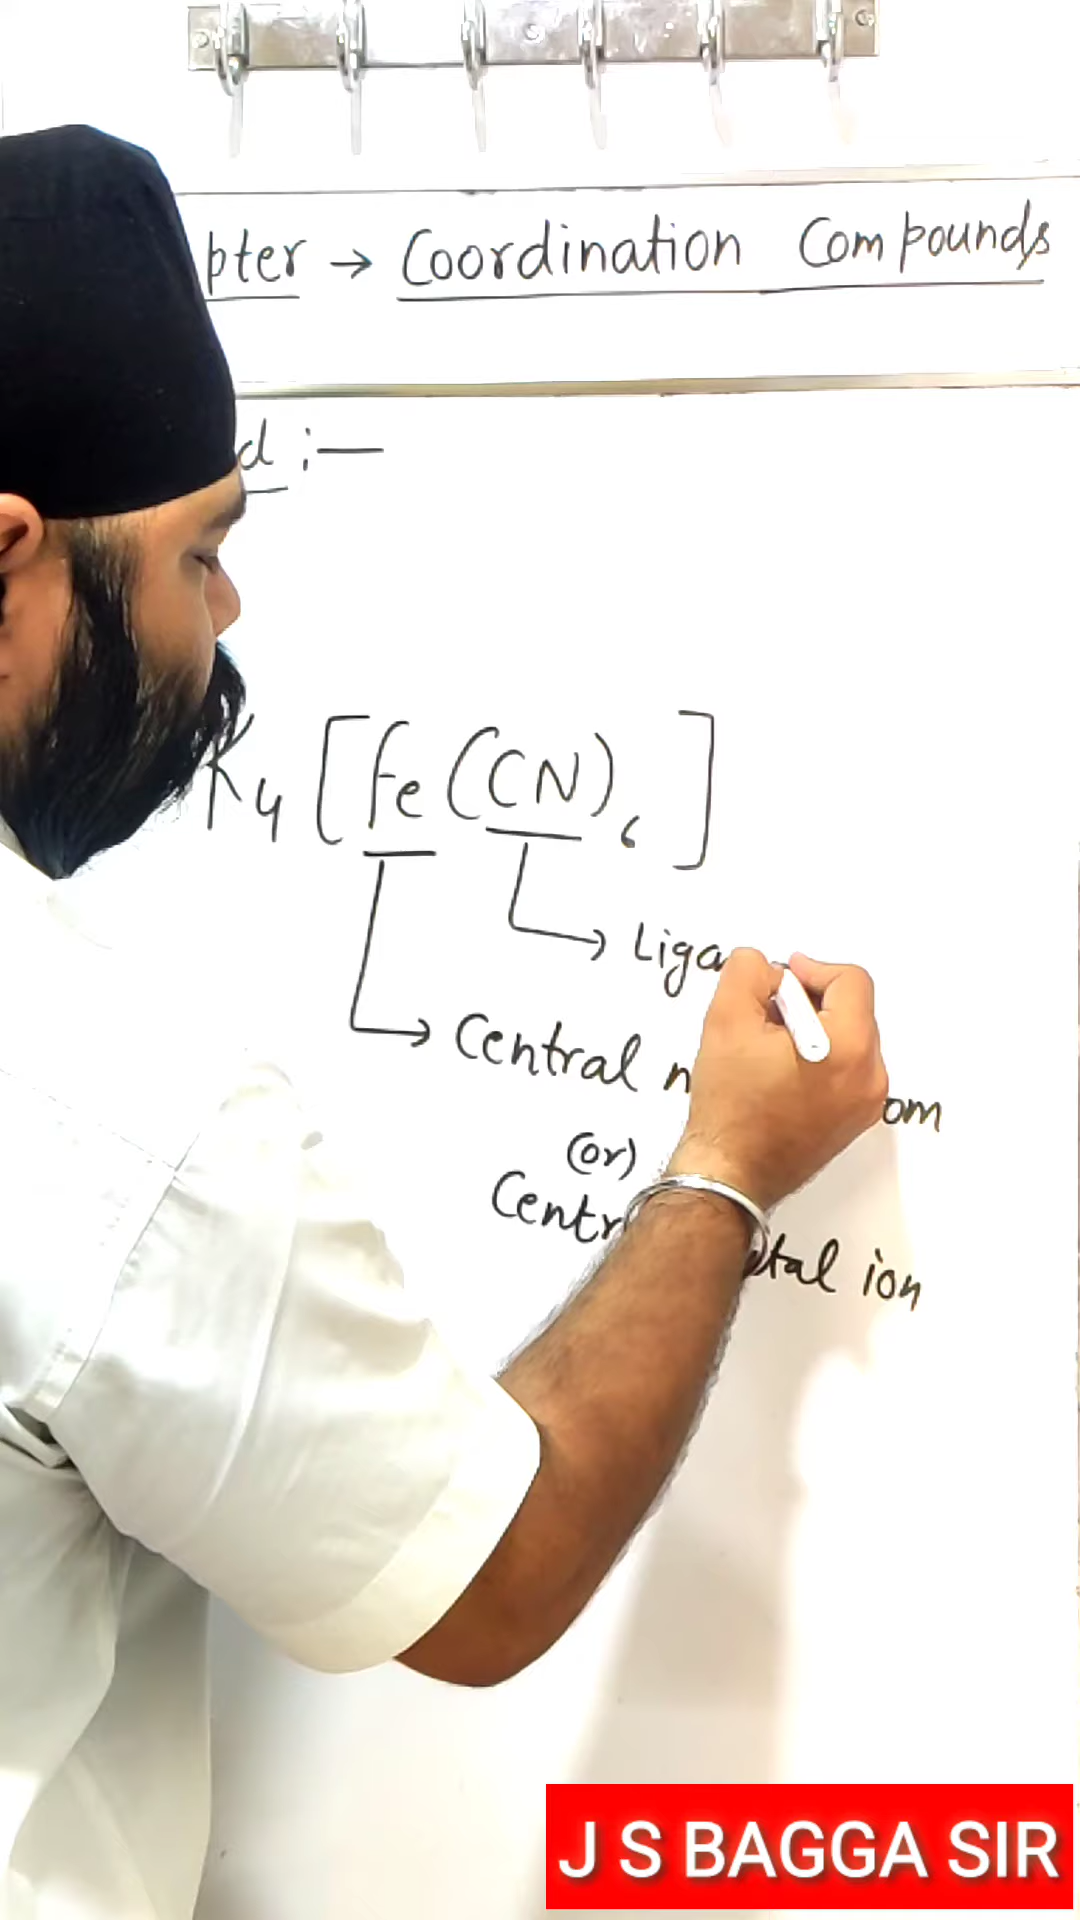 pter → Coordination Compounds
d :—
K4 [Fe(CN)6]
Liga
Central om
(or)
Centr tal ion
J S BAGGA SIR